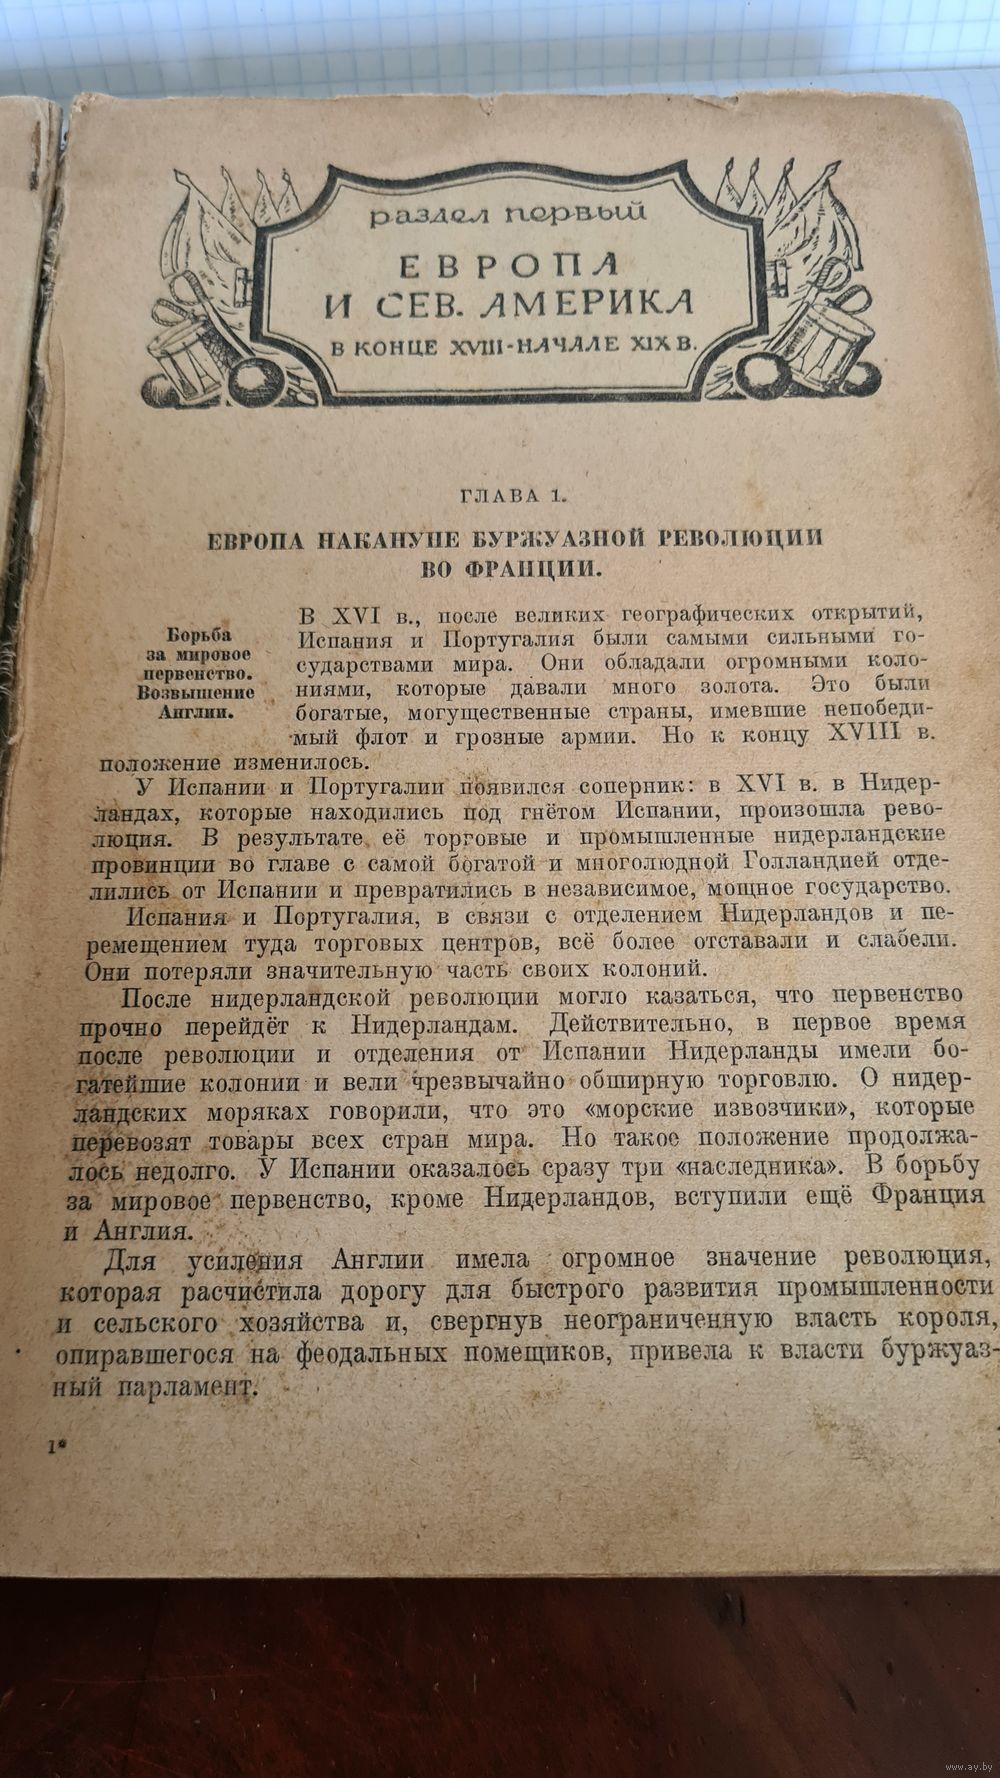 раздел первый
ЕВРОПА
И СЕВ. АМЕРИКА
В КОНЦЕ XVIII-НАЧАЛЕ XIX В.
ГЛАВА 1.
ЕВРОПА НАКАНУНЕ БУРЖУАЗНОЙ РЕВОЛЮЦИИ
ВО ФРАНЦИИ.
Борьба
за мировое
первенство.
Возвышение
Англии.
В XVI в., после великих географических открытий,
Испания и Португалия были самыми сильными го-
сударствами мира. Они обладали огромными коло-
ниями, которые давали много золота. Это были
богатые, могущественные страны, имевшие непобеди-
мый флот и грозные армии. Но к концу XVIII в.
положение изменилось.
У Испании и Португалии появился соперник: в XVI в. в Нидер-
ландах, которые находились под гнётом Испании, произошла рево-
люция. В результате её торговые и промышленные нидерландские
провинции во главе с самой богатой и многолюдной Голландией отде-
лились от Испании и превратились в независимое, мощное государство.
Испания и Португалия, в связи с отделением Нидерландов и пе-
ремещением туда торговых центров, всё более отставали и слабели.
Они потеряли значительную часть своих колоний.
После нидерландской революции могло казаться, что первенство
прочно перейдёт к Нидерландам. Действительно, в первое время
после революции и отделения от Испании Нидерланды имели бо-
гатейшие колонии и вели чрезвычайно обширную торговлю. О нидер-
ландских моряках говорили, что это «морские извозчики», которые
перевозят товары всех стран мира. Но такое положение продолжа-
лось недолго. У Испании оказалось сразу три «наследника». В борьбу
за мировое первенство, кроме Нидерландов, вступили ещё Франция
и Англия.
Для усиления Англии имела огромное значение революция,
которая расчистила дорогу для быстрого развития промышленности
и сельского хозяйства и, свергнув неограниченную власть короля,
опиравшегося на феодальных помещиков, привела к власти буржуаз-
ный парламент.
1*
www.ay.by